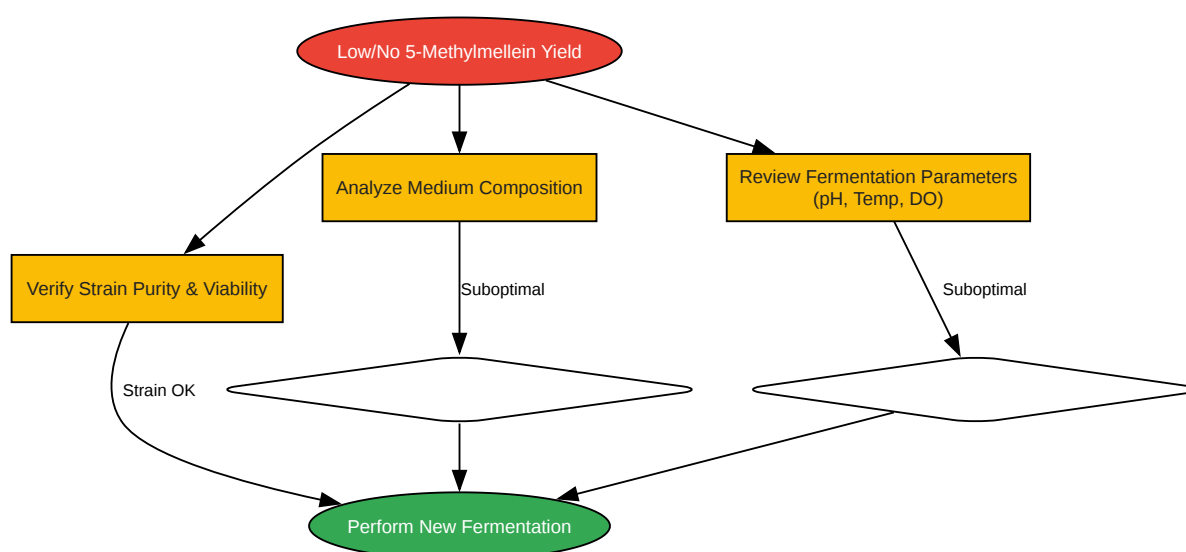 Low/No 5-Methylmellein Yield
Analyze Medium Composition
Review Fermentation Parameters
(pH, Temp, DO)
Verify Strain Purity & Viability
Suboptimal
Suboptimal
Strain OK
Perform New Fermentation